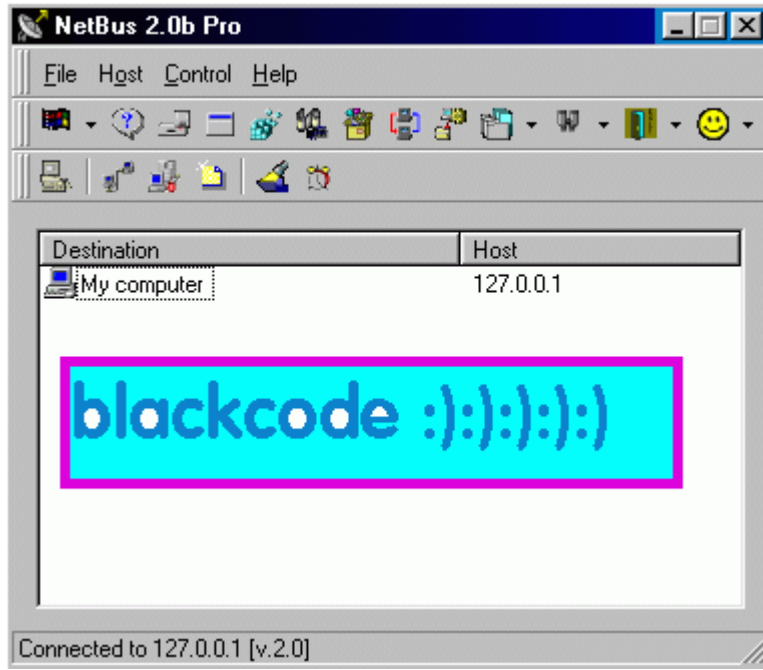 NetBus 2.0b Pro
File Host Control Help
Destination Host
My computer 127.0.0.1
blackcode :):):):):)
Connected to 127.0.0.1 [v.2.0]